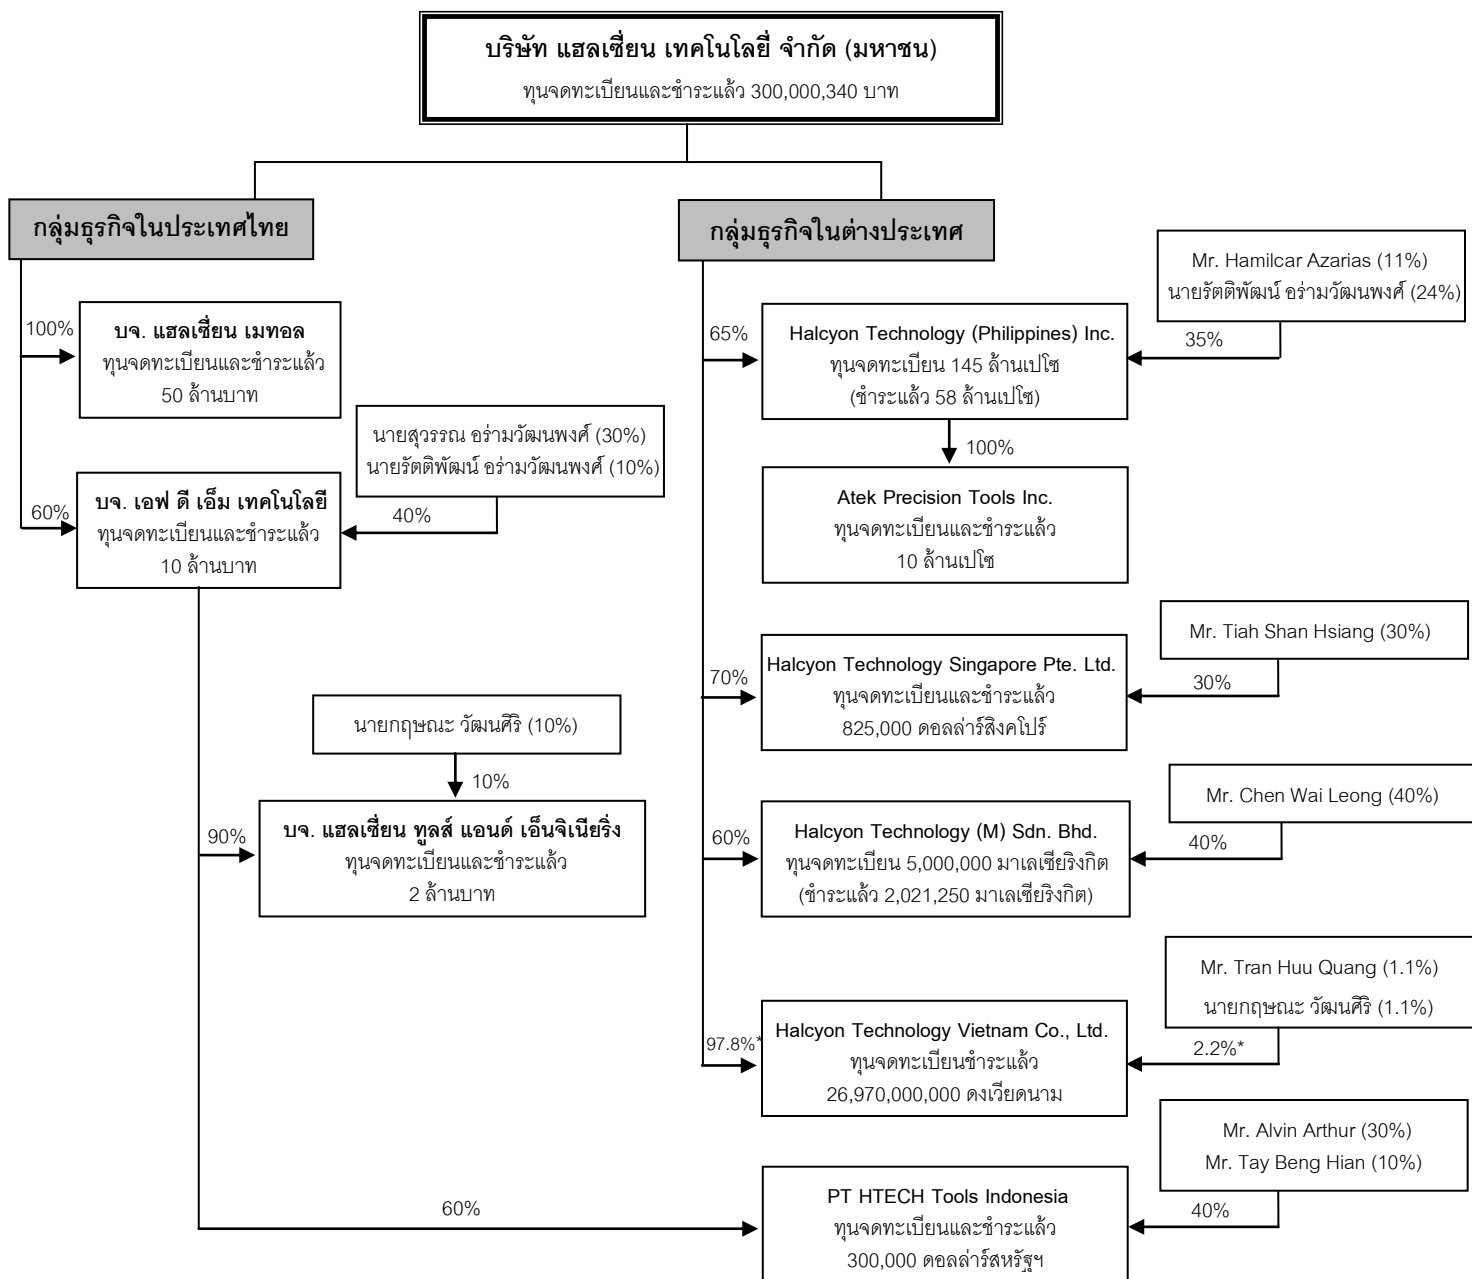 บริษัท แฮลเซี่ยน เทคโนโลยี่ จำกัด (มหาชน)
ทุนจดทะเบียนและชำระแล้ว 300,000,340 บาท
กลุ่มธุรกิจในประเทศไทย
100%
บจ. แฮลเซี่ยน เมทอล
ทุนจดทะเบียนและชำระแล้ว
50 ล้านบาท
นายสุวรรณ อร่ามวัฒนพงศ์ (30%)
นายรัตติพัฒน์ อร่ามวัฒนพงศ์ (10%)
40%
60%
บจ. เอฟ ดี เอ็ม เทคโนโลยี
ทุนจดทะเบียนและชำระแล้ว
10 ล้านบาท
นายกฤษณะ วัฒนศิริ (10%)
10%
90%
บจ. แฮลเซี่ยน ทูลส์ แอนด์ เอ็นจิเนียริ่ง
ทุนจดทะเบียนและชำระแล้ว
2 ล้านบาท
กลุ่มธุรกิจในต่างประเทศ
Mr. Hamilcar Azarias (11%)
นายรัตติพัฒน์ อร่ามวัฒนพงศ์ (24%)
35%
65%
Halcyon Technology (Philippines) Inc.
ทุนจดทะเบียน 145 ล้านเปโซ
(ชำระแล้ว 58 ล้านเปโซ)
100%
Atek Precision Tools Inc.
ทุนจดทะเบียนและชำระแล้ว
10 ล้านเปโซ
Mr. Tiah Shan Hsiang (30%)
30%
70%
Halcyon Technology Singapore Pte. Ltd.
ทุนจดทะเบียนและชำระแล้ว
825,000 ดอลล่าร์สิงคโปร์
Mr. Chen Wai Leong (40%)
40%
60%
Halcyon Technology (M) Sdn. Bhd.
ทุนจดทะเบียน 5,000,000 มาเลเซียริงกิต
(ชำระแล้ว 2,021,250 มาเลเซียริงกิต)
Mr. Tran Huu Quang (1.1%)
นายกฤษณะ วัฒนศิริ (1.1%)
2.2%*
97.8%*
Halcyon Technology Vietnam Co., Ltd.
ทุนจดทะเบียนชำระแล้ว
26,970,000,000 ดงเวียดนาม
Mr. Alvin Arthur (30%)
Mr. Tay Beng Hian (10%)
40%
60%
PT HTECH Tools Indonesia
ทุนจดทะเบียนและชำระแล้ว
300,000 ดอลล่าร์สหรัฐฯ